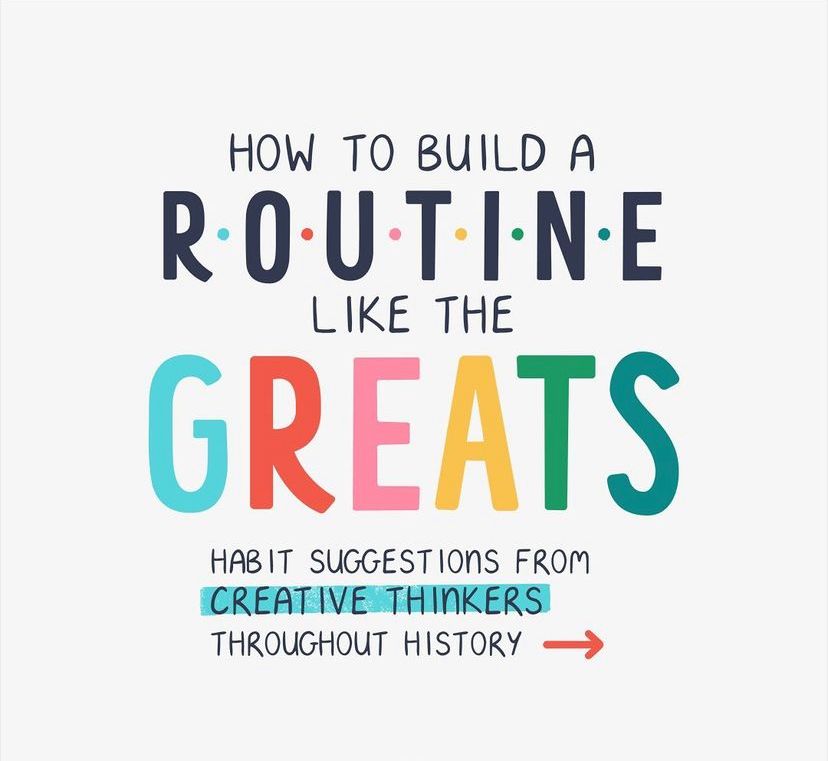 HOW TO BUILD A
R·O·U·T·I·N·E
LIKE THE
GREATS
HABIT SUGGESTIONS FROM
CREATIVE THINKERS
THROUGHOUT HISTORY →